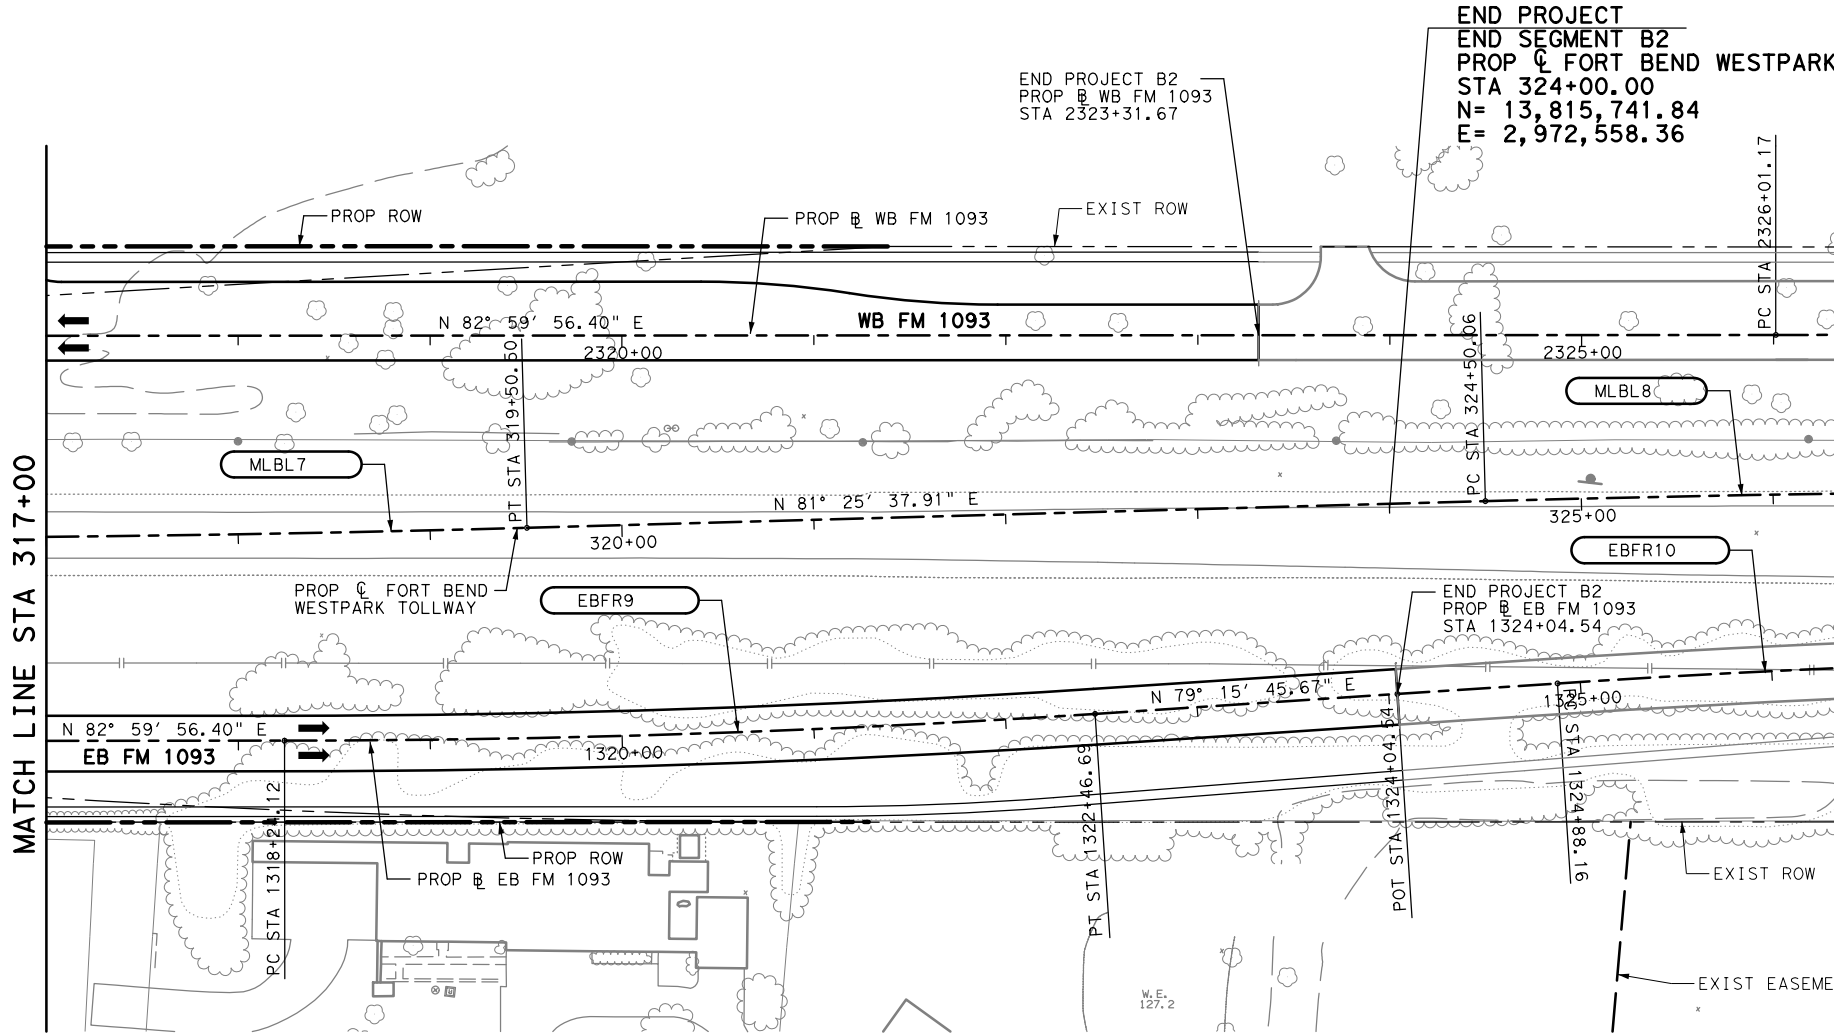 END PROJECT
END SEGMENT B2
PROP ℄ FORT BEND WESTPARK
STA 324+00.00
N= 13,815,741.84
E= 2,972,558.36
END PROJECT B2
PROP B̲L WB FM 1093
STA 2323+31.67
PC STA 2326+01.17
PROP ROW
PROP B̲L WB FM 1093
EXIST ROW
N 82° 59' 56.40" E
WB FM 1093
2320+00
2325+00
PT STA 319+50.50
PC STA 324+50.06
MLBL8
MLBL7
N 81° 25' 37.91" E
320+00
325+00
MATCH LINE STA 317+00
PROP ℄ FORT BEND
WESTPARK TOLLWAY
EBFR9
EBFR10
END PROJECT B2
PROP B̲L EB FM 1093
STA 1324+04.54
N 79° 15' 45.67" E
1325+00
N 82° 59' 56.40" E
EB FM 1093
1320+00
PC STA 1318+24.12
PT STA 1322+46.69
POT STA 1324+04.54
PC STA 1324+88.16
PROP ROW
PROP B̲L EB FM 1093
EXIST ROW
EXIST EASEME
W.E.
127.2